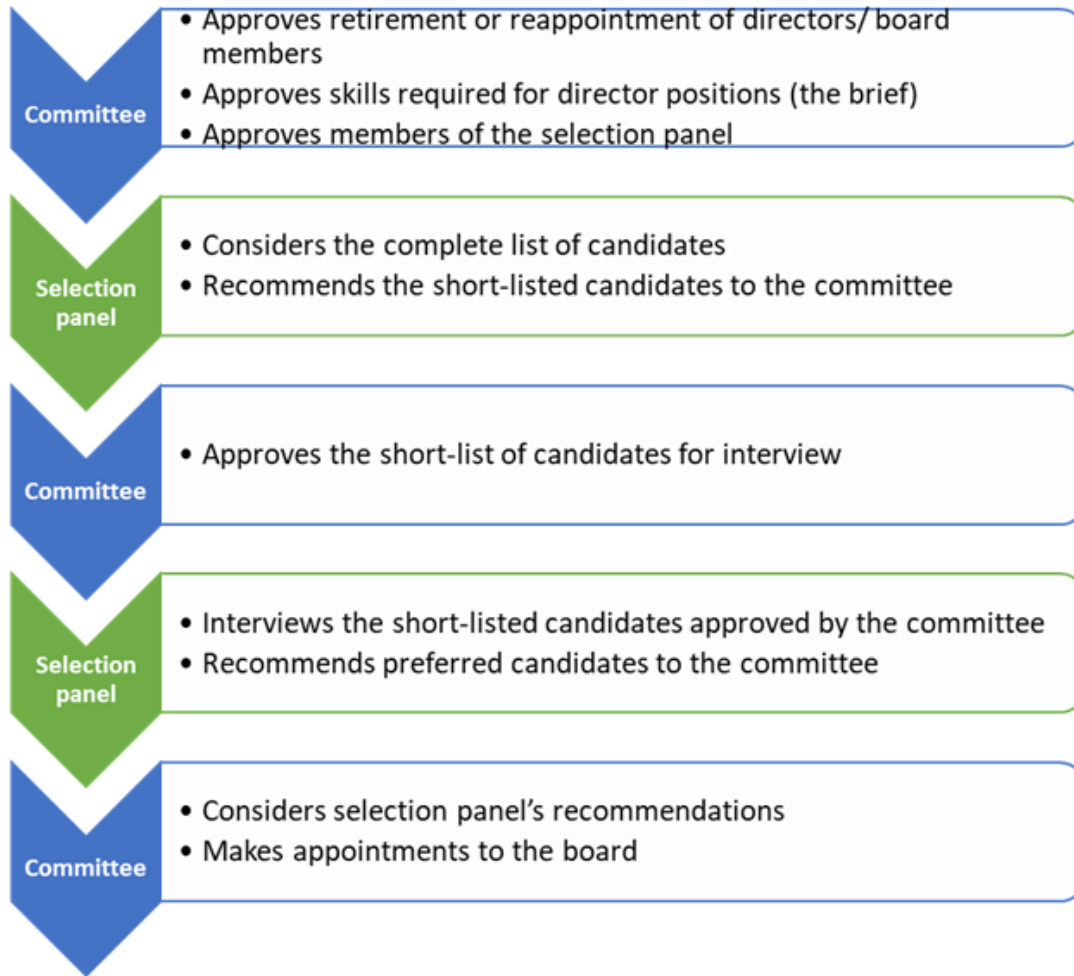 Committee
• Approves retirement or reappointment of directors/ board
members
• Approves skills required for director positions (the brief)
• Approves members of the selection panel
Selection
panel
• Considers the complete list of candidates
• Recommends the short-listed candidates to the committee
Committee
• Approves the short-list of candidates for interview
Selection
panel
• Interviews the short-listed candidates approved by the committee
• Recommends preferred candidates to the committee
Committee
• Considers selection panel’s recommendations
• Makes appointments to the board